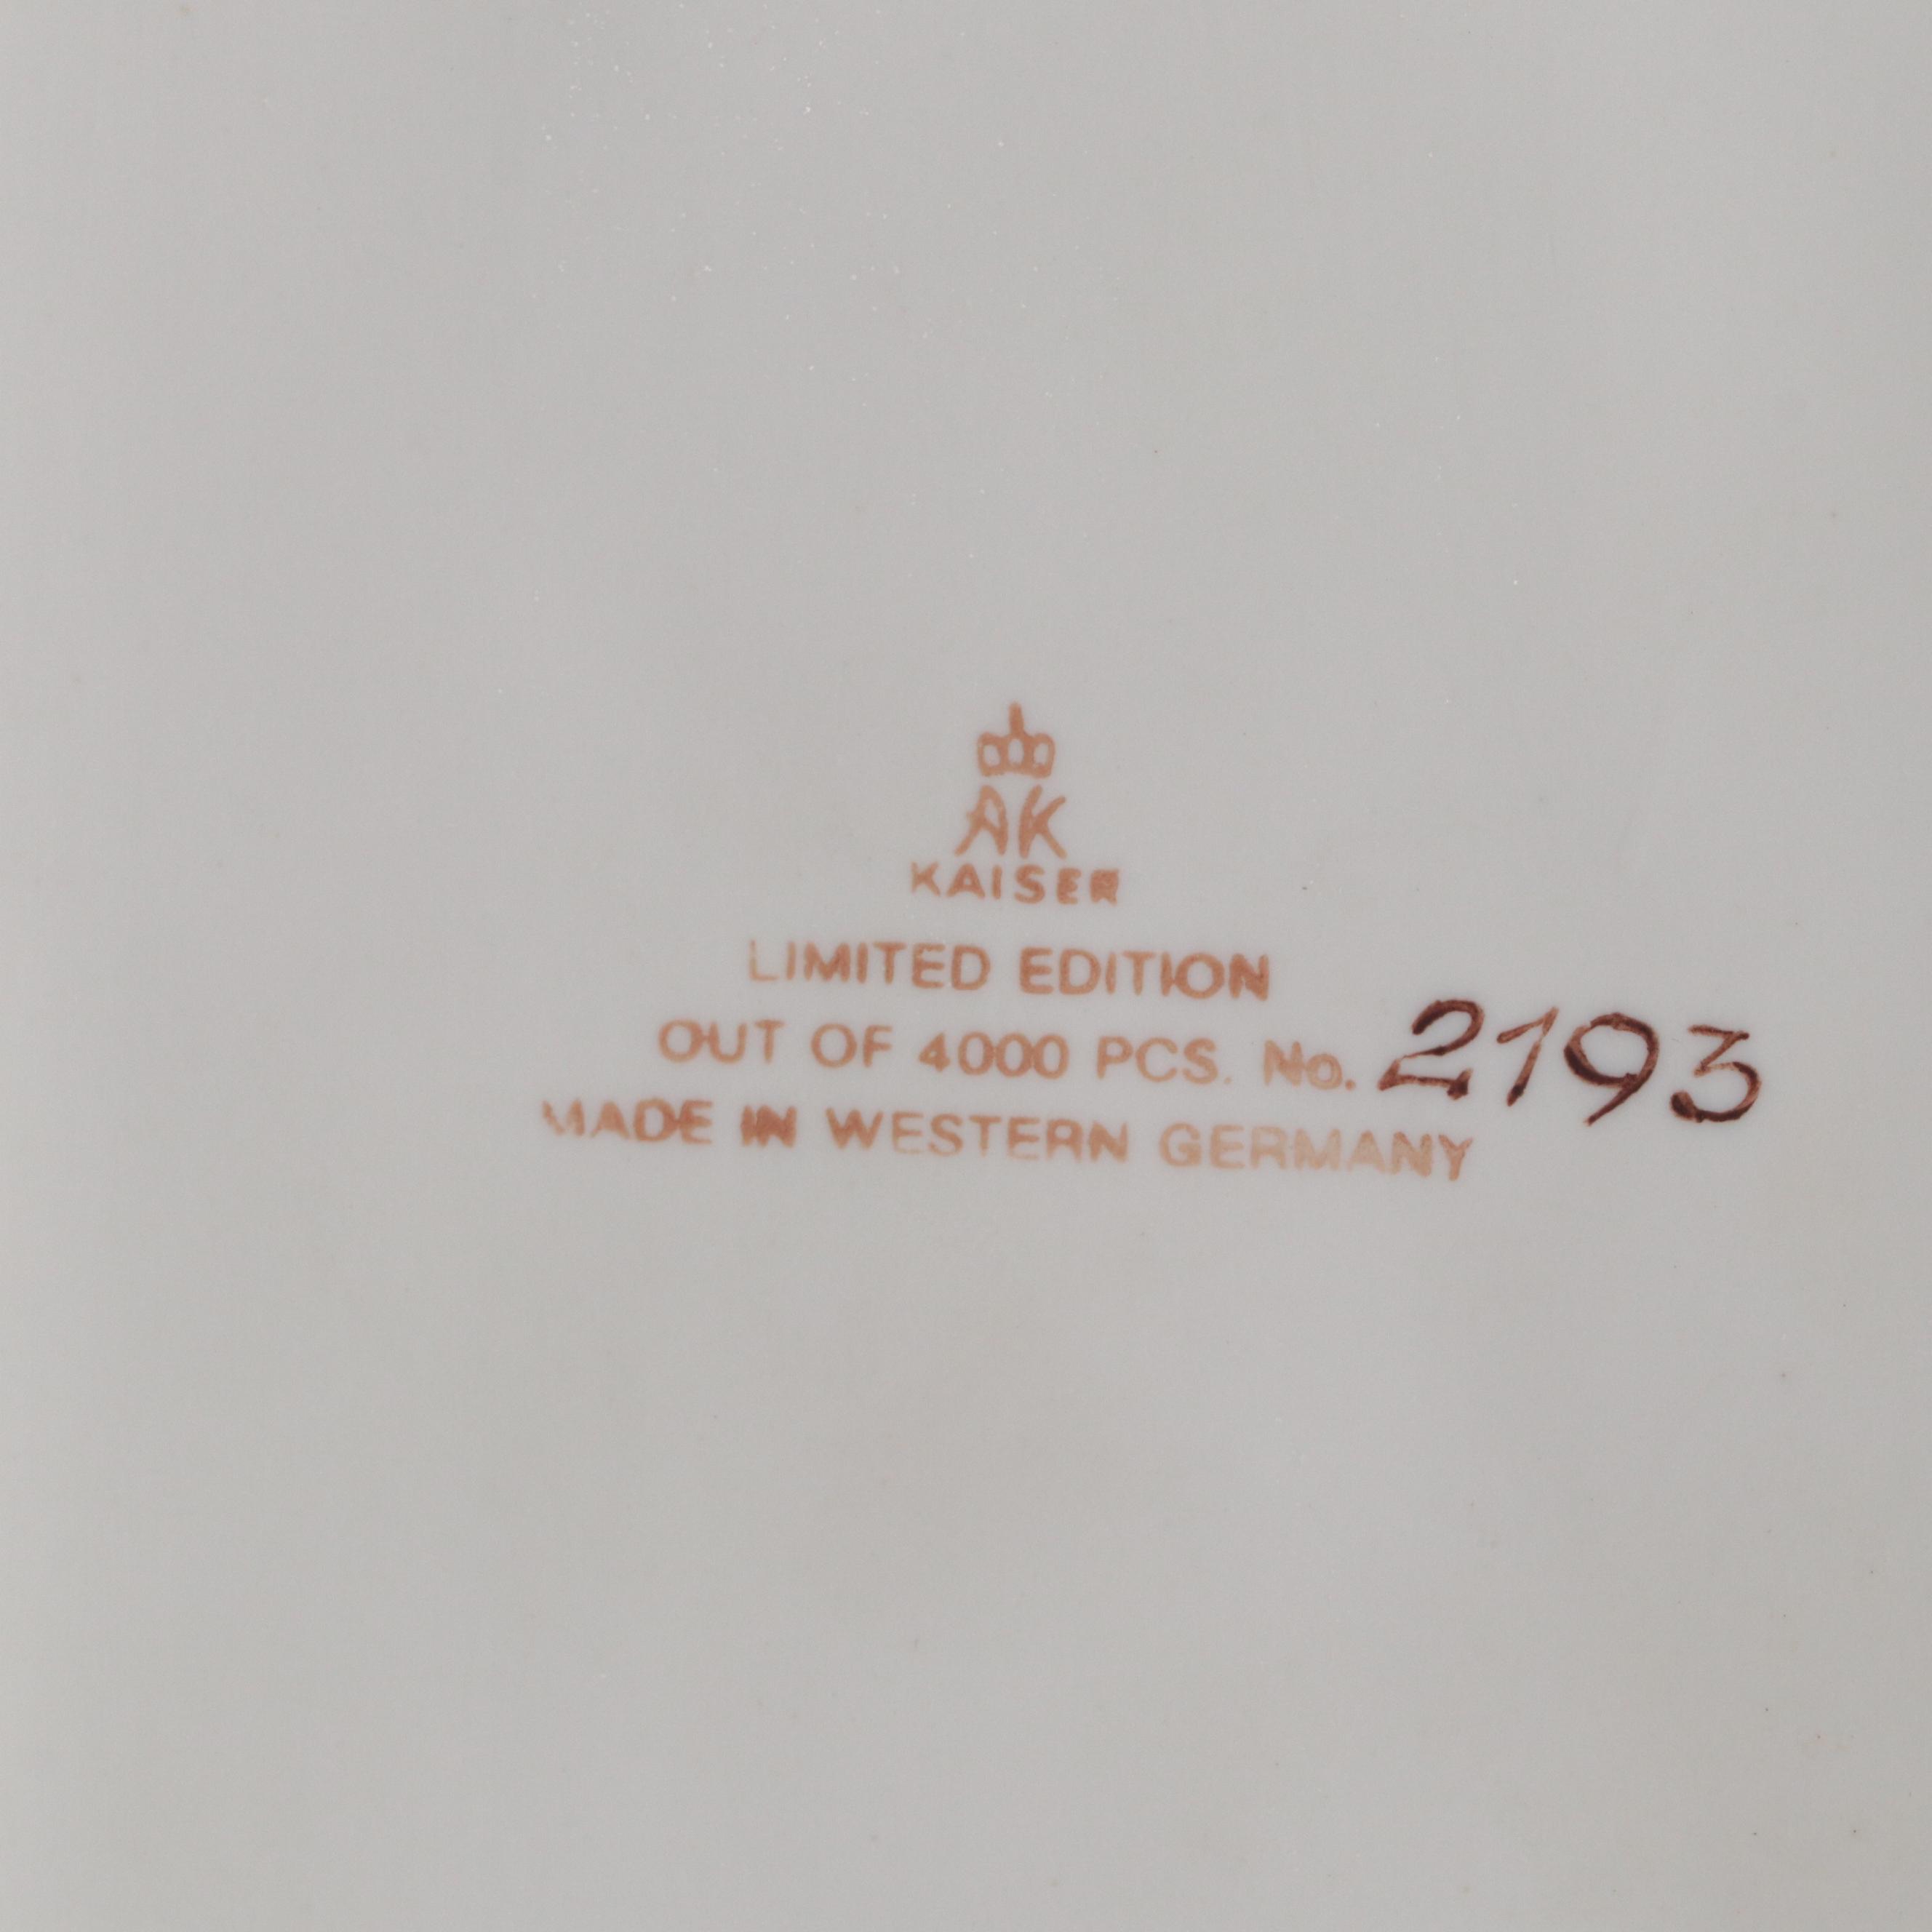 AK
KAISER
LIMITED EDITION
OUT OF 4000 PCS. No. 2193
MADE IN WESTERN GERMANY